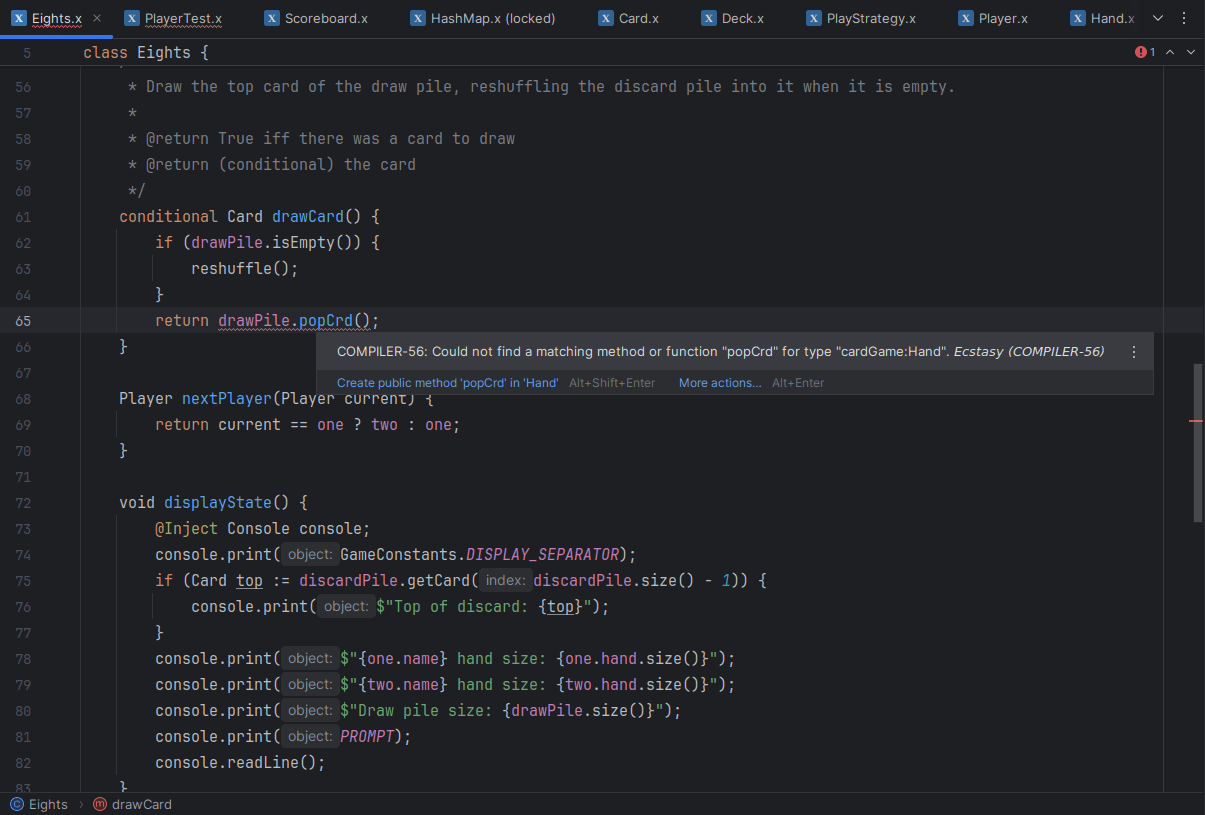 Eights.x
PlayerTest.x
Scoreboard.x
HashMap.x (locked)
Card.x
Deck.x
PlayStrategy.x
Player.x
Hand.x
5 class Eights {
1
56 * Draw the top card of the draw pile, reshuffling the discard pile into it when it is empty.
57 *
58 * @return True iff there was a card to draw
59 * @return (conditional) the card
60 */
61 conditional Card drawCard() {
62 if (drawPile.isEmpty()) {
63 reshuffle();
64 }
65 return drawPile.popCrd();
66 }
COMPILER-56: Could not find a matching method or function "popCrd" for type "cardGame:Hand". Ecstasy (COMPILER-56)
67
Create public method 'popCrd' in 'Hand' Alt+Shift+Enter More actions... Alt+Enter
68 Player nextPlayer(Player current) {
69 return current == one ? two : one;
70 }
71
72 void displayState() {
73 @Inject Console console;
74 console.print( object: GameConstants.DISPLAY_SEPARATOR);
75 if (Card top := discardPile.getCard( index: discardPile.size() - 1)) {
76 console.print( object: $"Top of discard: {top}");
77 }
78 console.print( object: $"{one.name} hand size: {one.hand.size()}");
79 console.print( object: $"{two.name} hand size: {two.hand.size()}");
80 console.print( object: $"Draw pile size: {drawPile.size()}");
81 console.print( object: PROMPT);
82 console.readLine();
83 }
Eights › drawCard